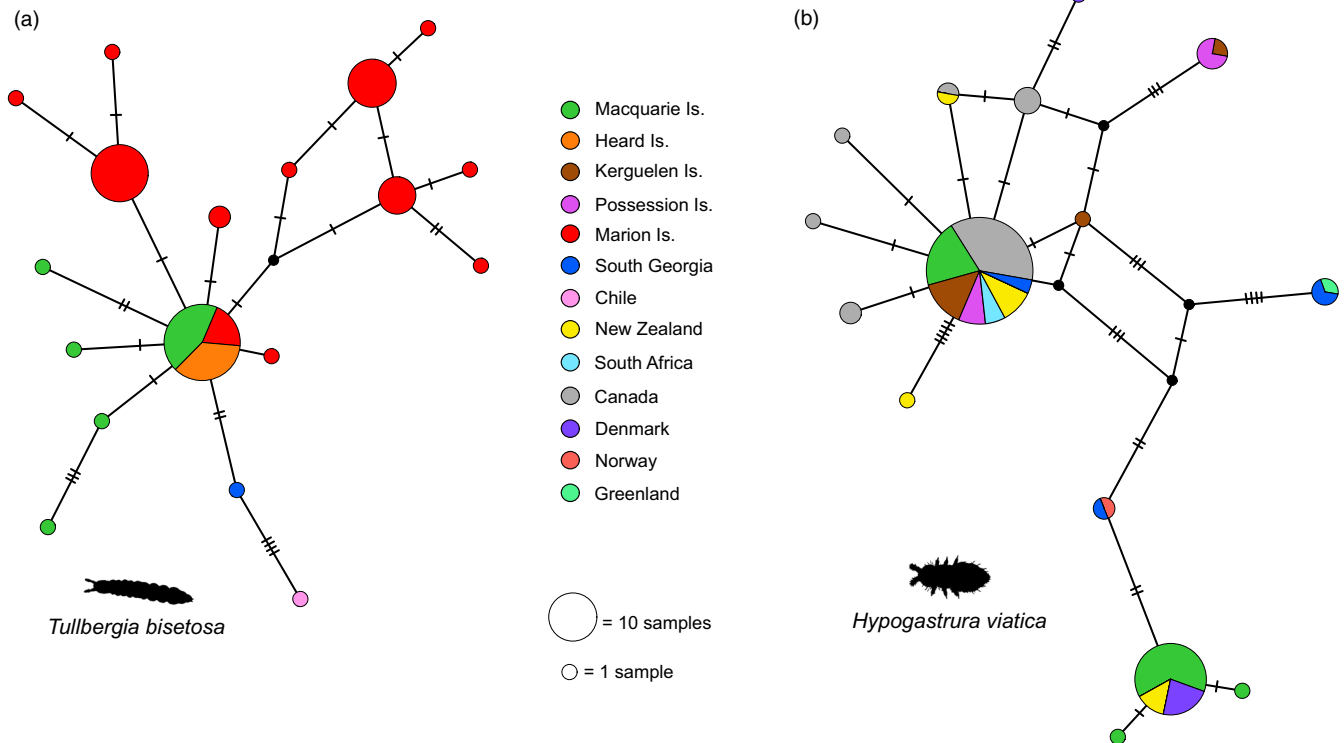 (a)
(b)
Macquarie Is.
Heard Is.
Kerguelen Is.
Possession Is.
Marion Is.
South Georgia
Chile
New Zealand
South Africa
Canada
Denmark
Norway
Greenland
Tullbergia bisetosa
= 10 samples
= 1 sample
Hypogastrura viatica